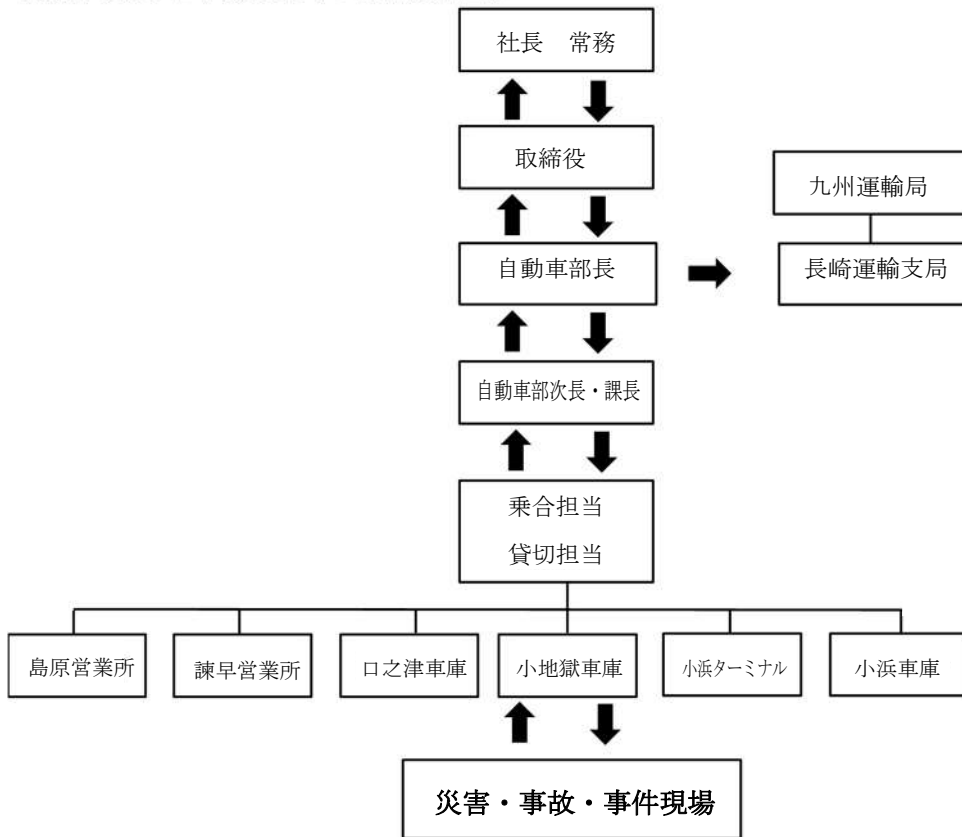 社長　常務
取締役
九州運輸局
自動車部長
長崎運輸支局
自動車部次長・課長
乗合担当
貸切担当
島原営業所
諫早営業所
口之津車庫
小地獄車庫
小浜ターミナル
小浜車庫
災害・事故・事件現場